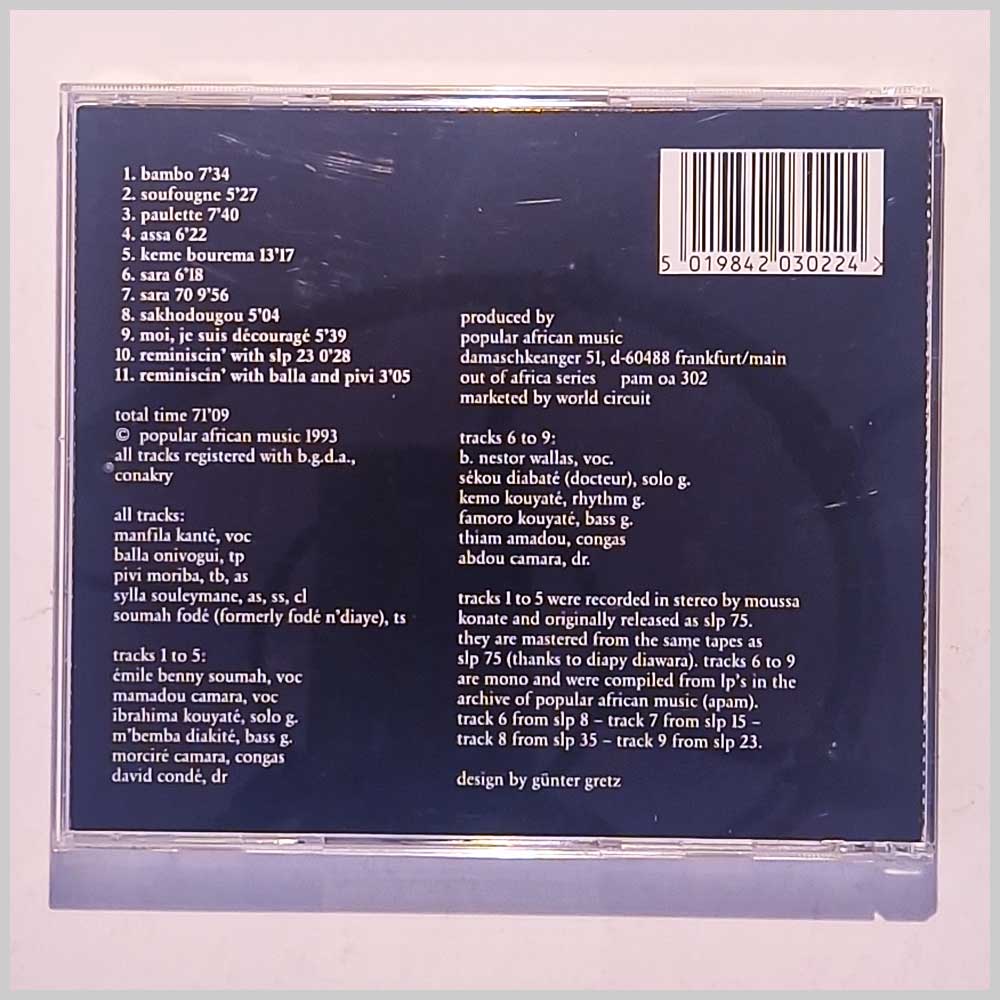 1. bambo 7'34
2. soufougne 5'27
3. paulette 7'40
4. assa 6'22
5. keme bourema 13'17
6. sara 6'18
7. sara 70 9'56
8. sakhodougou 5'04
9. moi, je suis découragé 5'39
10. reminiscin' with slp 23 0'28
11. reminiscin' with balla and pivi 3'05
total time 71'09
© popular african music 1993
all tracks registered with b.g.d.a.,
conakry
all tracks:
manfila kanté, voc
balla onivogui, tp
pivi moriba, tb, as
sylla souleymane, as, ss, cl
soumah fodé (formerly fodé n'diaye), ts
tracks 1 to 5:
émile benny soumah, voc
mamadou camara, voc
ibrahima kouyaté, solo g.
m'bemba diakité, bass g.
morciré camara, congas
david condé, dr
5 019842 030224 >
produced by
popular african music
damaschkeanger 51, d-60488 frankfurt/main
out of africa series pam oa 302
marketed by world circuit
tracks 6 to 9:
b. nestor wallas, voc.
sékou diabaté (docteur), solo g.
kemo kouyaté, rhythm g.
famoro kouyaté, bass g.
thiam amadou, congas
abdou camara, dr.
tracks 1 to 5 were recorded in stereo by moussa
konate and originally released as slp 75.
they are mastered from the same tapes as
slp 75 (thanks to diapy diawara). tracks 6 to 9
are mono and were compiled from lp's in the
archive of popular african music (apam).
track 6 from slp 8 – track 7 from slp 15 –
track 8 from slp 35 – track 9 from slp 23.
design by günter gretz